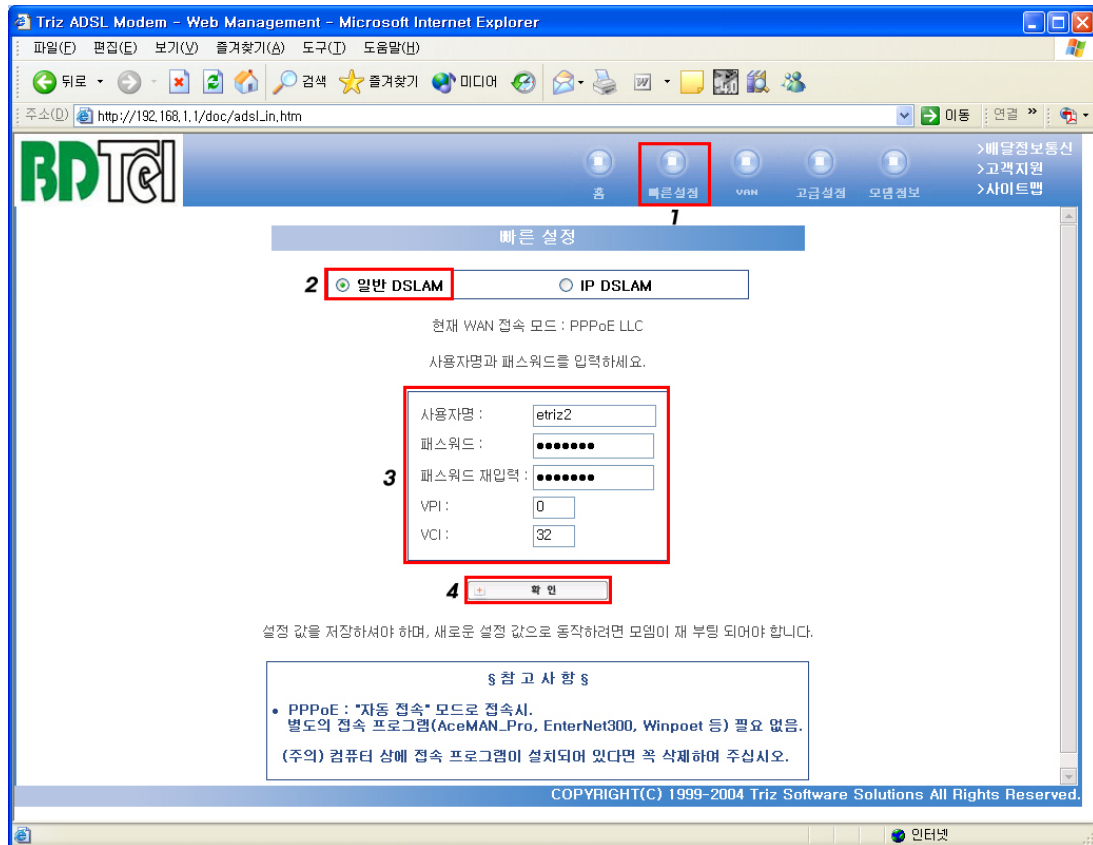 Triz ADSL Modem - Web Management - Microsoft Internet Explorer
파일(F) 편집(E) 보기(V) 즐겨찾기(A) 도구(T) 도움말(H)
뒤로 검색 즐겨찾기 미디어
주소(D) http://192.168.1.1/doc/adsl_in.htm 이동 연결 »
BDTel
홈 빠른설정 VAN 고급설정 모뎀정보
>배달정보통신
>고객지원
>사이트맵
1
빠른 설정
2 일반 DSLAM IP DSLAM
현재 WAN 접속 모드 : PPPoE LLC
사용자명과 패스워드를 입력하세요.
사용자명 : etriz2
패스워드 : ●●●●●●●
3 패스워드 재입력 : ●●●●●●●
VPI : 0
VCI : 32
4 확 인
설정 값을 저장하셔야 하며, 새로운 설정 값으로 동작하려면 모뎀이 재 부팅 되어야 합니다.
§ 참 고 사 항 §
• PPPoE : "자동 접속" 모드로 접속시.
별도의 접속 프로그램(AceMAN_Pro, EnterNet300, Winpoet 등) 필요 없음.
(주의) 컴퓨터 상에 접속 프로그램이 설치되어 있다면 꼭 삭제하여 주십시오.
COPYRIGHT(C) 1999-2004 Triz Software Solutions All Rights Reserved.
인터넷